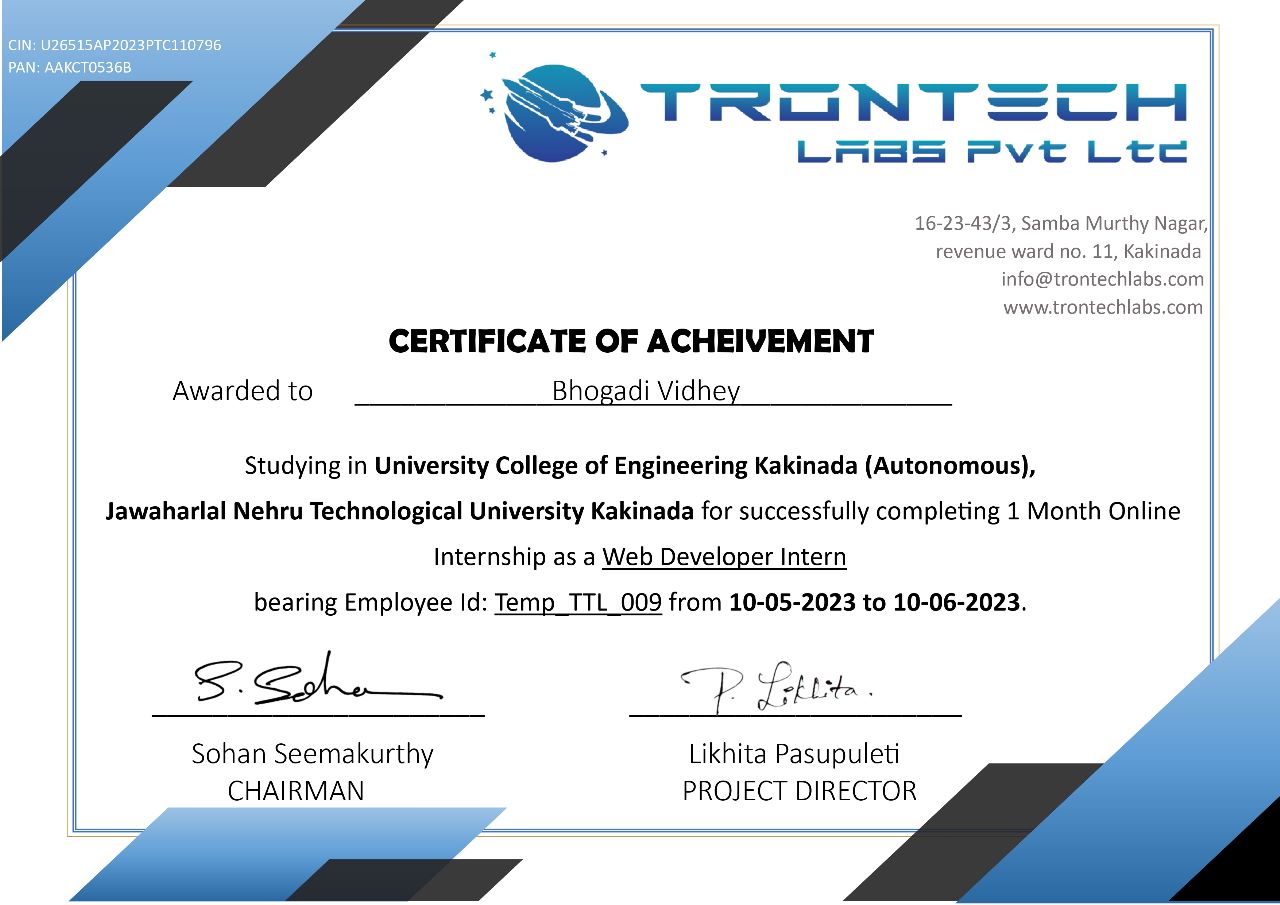 CIN: U26515AP2023PTC110796
PAN: AAKCT0536B
TRONTECH
LABS Pvt Ltd
16-23-43/3, Samba Murthy Nagar,
revenue ward no. 11, Kakinada
info@trontechlabs.com
www.trontechlabs.com
CERTIFICATE OF ACHEIVEMENT
Awarded to Bhogadi Vidhey
Studying in University College of Engineering Kakinada (Autonomous),
Jawaharlal Nehru Technological University Kakinada for successfully completing 1 Month Online
Internship as a Web Developer Intern
bearing Employee Id: Temp_TTL_009 from 10-05-2023 to 10-06-2023.
S. Soha P. Likhita.
Sohan Seemakurthy Likhita Pasupuleti
CHAIRMAN PROJECT DIRECTOR